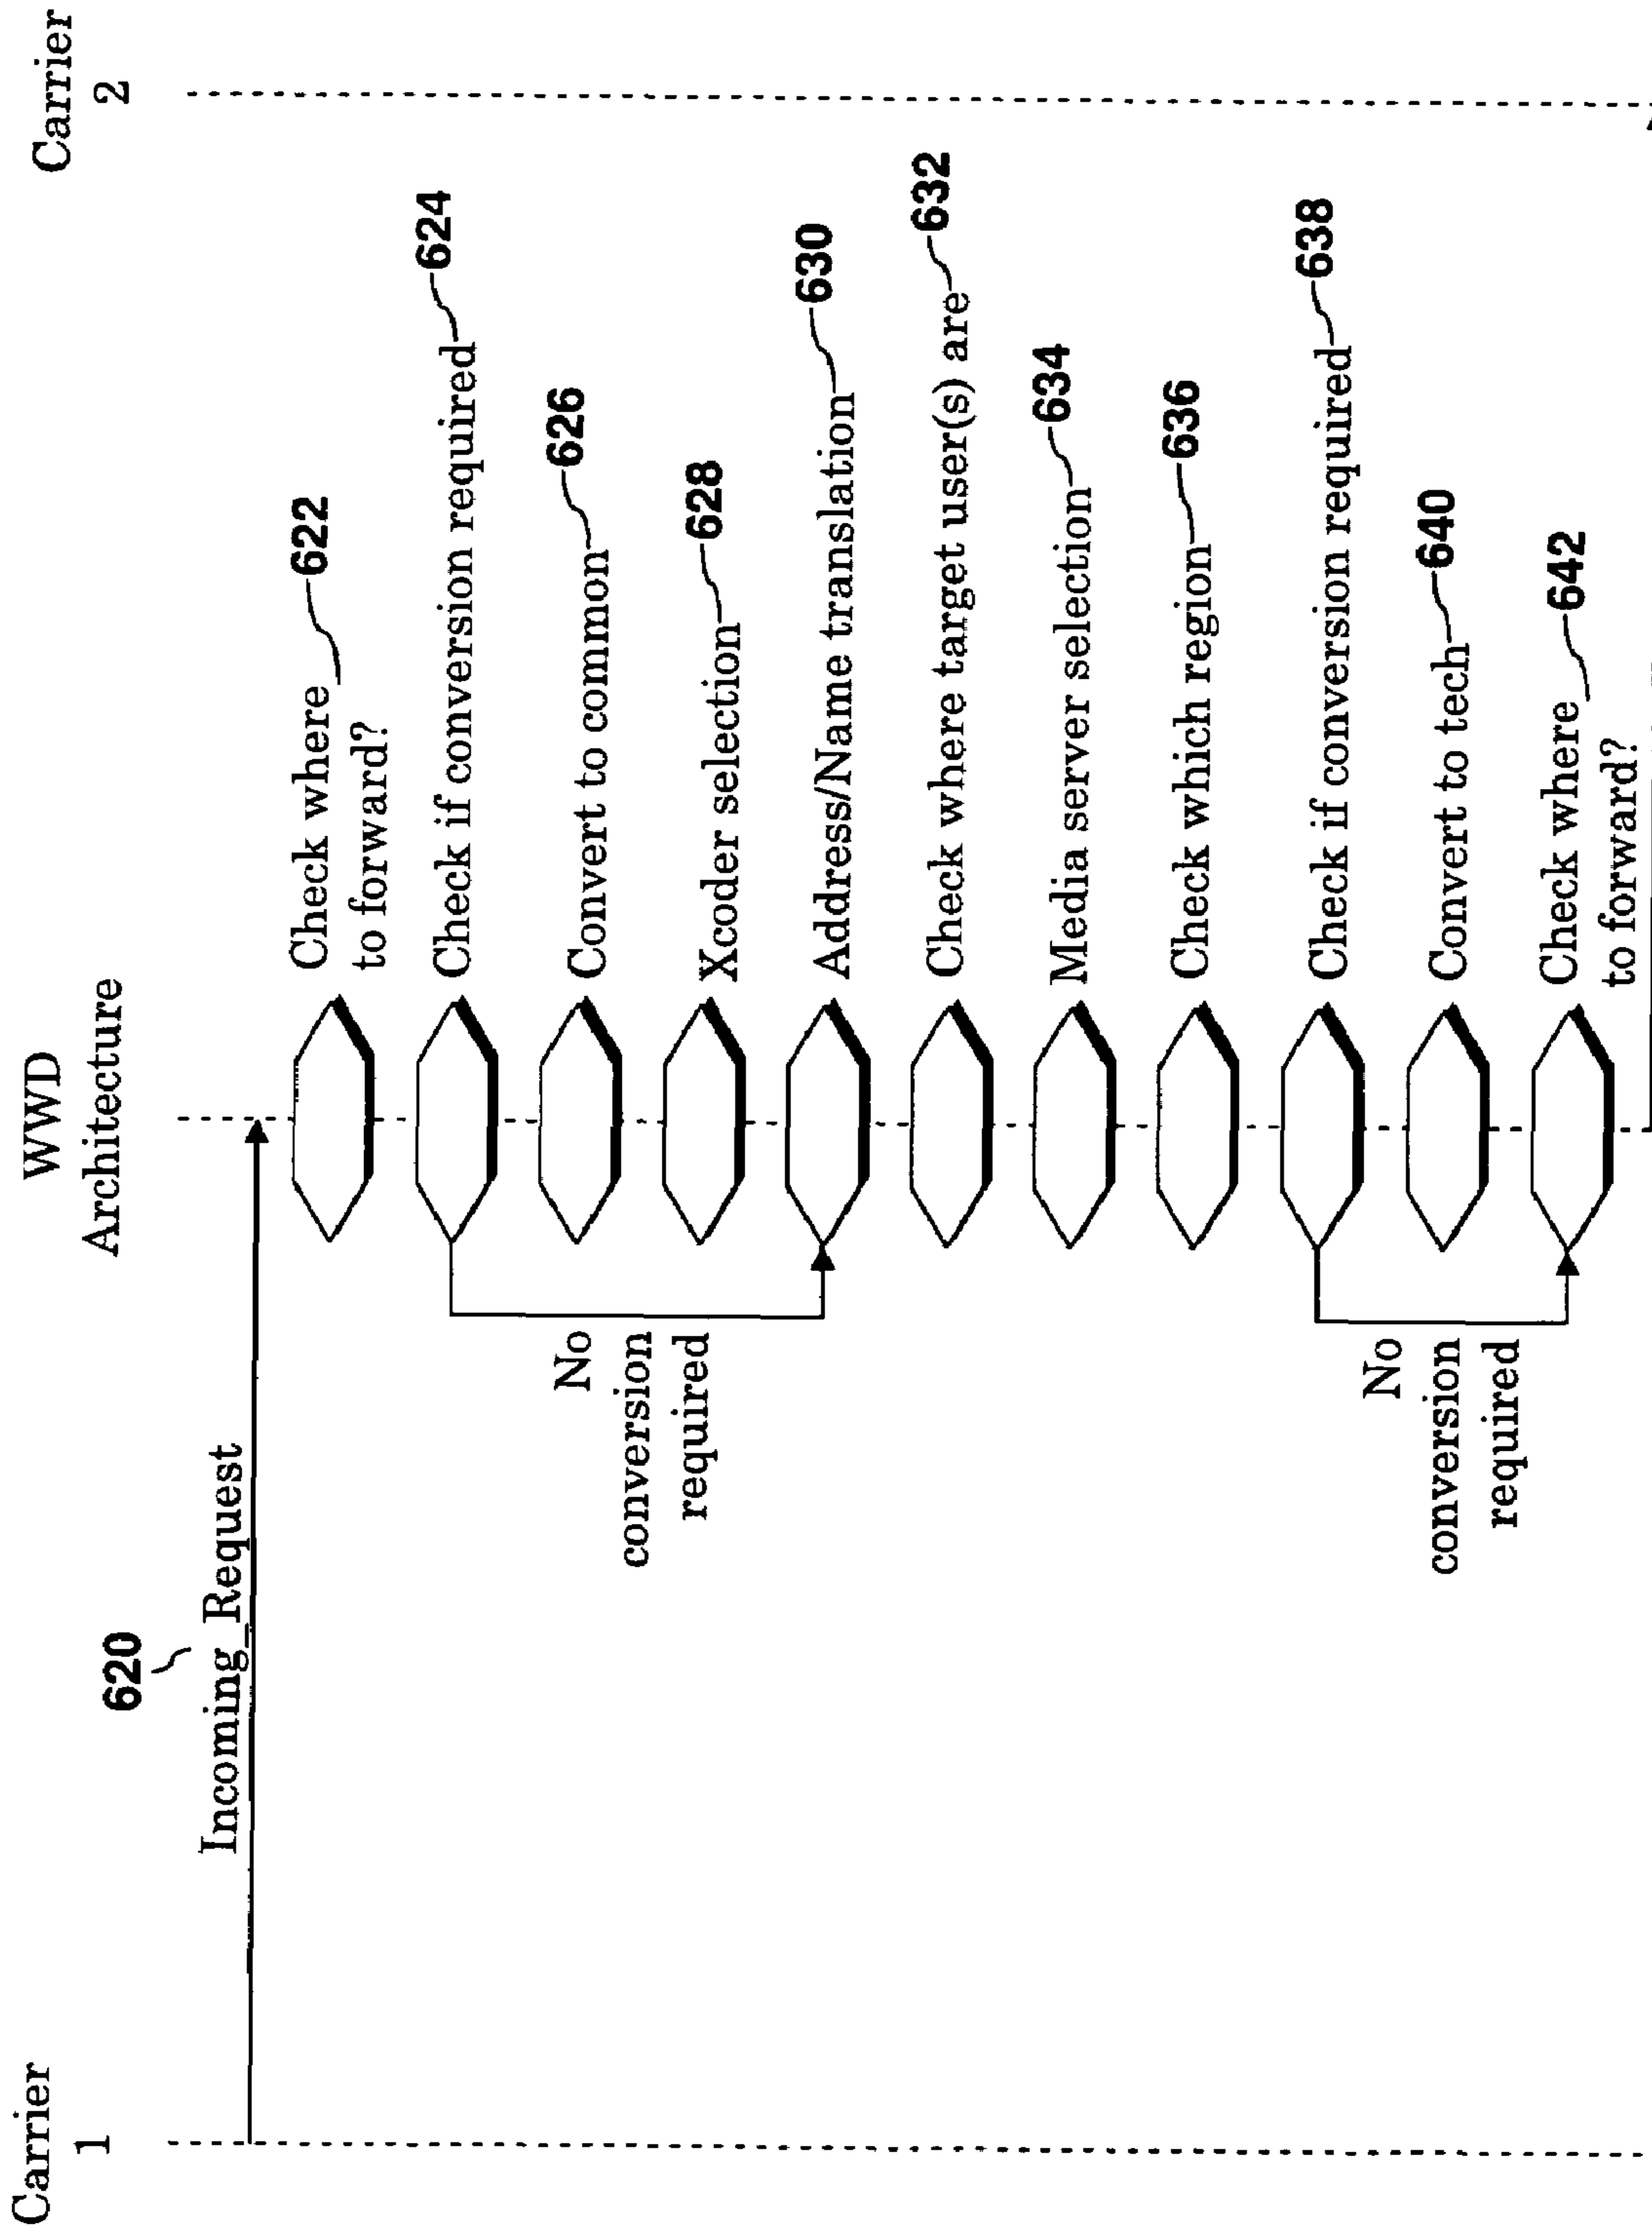 Carrier
1
WWD
Architecture
Carrier
2
620
Incoming_Request
Check where
to forward?
622
Check if conversion required
624
Convert to common
626
Xcoder selection
628
No
conversion
required
Address/Name translation
630
Check where target user(s) are
632
Media server selection
634
Check which region
636
Check if conversion required
638
Convert to tech
640
No
conversion
required
Check where
to forward?
642